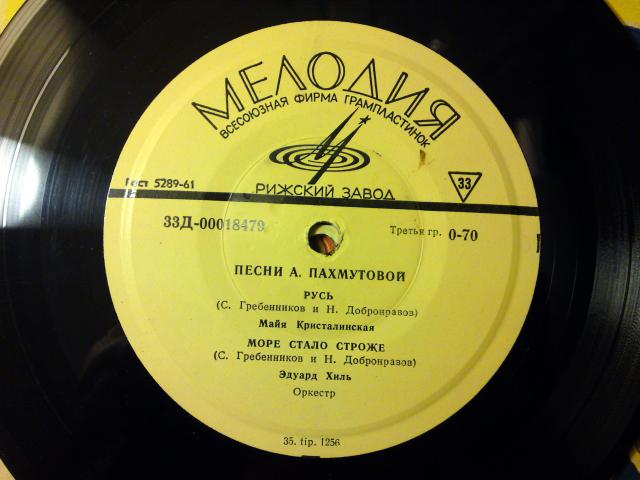 МЕЛОДИЯ
ВСЕСОЮЗНАЯ ФИРМА ГРАМПЛАСТИНОК
Гост 5289-61
РИЖСКИЙ ЗАВОД
33
33Д-00018479
Третья гр. 0-70
ПЕСНИ А. ПАХМУТОВОЙ
РУСЬ
(С. Гребенников и Н. Добронравов)
Майя Кристалинская
МОРЕ СТАЛО СТРОЖЕ
(С. Гребенников и Н. Добронравов)
Эдуард Хиль
Оркестр
35. tip. 1256